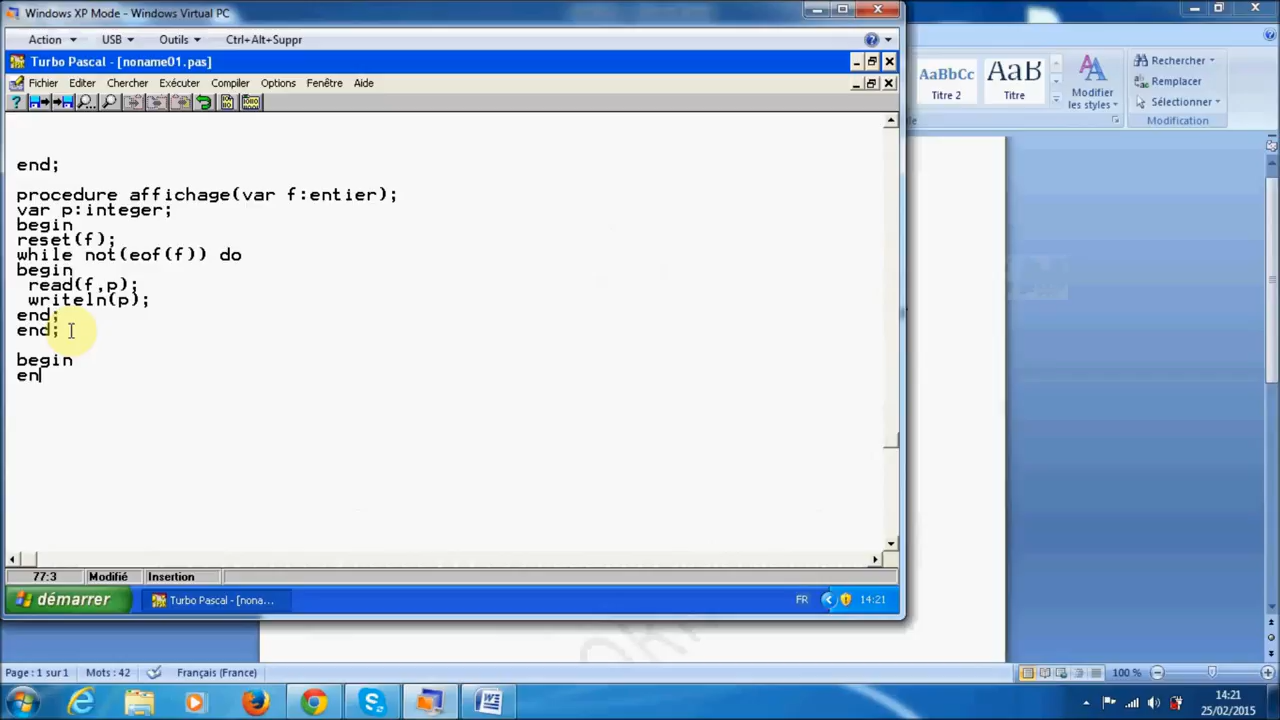 Windows XP Mode - Windows Virtual PC
Action USB Outils Ctrl+Alt+Suppr
Turbo Pascal - [noname01.pas]
Fichier Editer Chercher Exécuter Compiler Options Fenêtre Aide
end;
procedure affichage(var f:entier);
var p:integer;
begin
reset(f);
while not(eof(f)) do
begin
read(f,p);
writeln(p);
end;
end;
begin
en
77:3 Modifié Insertion
démarrer Turbo Pascal - [nona... FR 14:21
AaBbCc AaB
Titre 2 Titre
Modifier
les styles
Rechercher
Remplacer
Sélectionner
Modification
Page : 1 sur 1 Mots : 42 Français (France) 100 %
14:21
25/02/2015